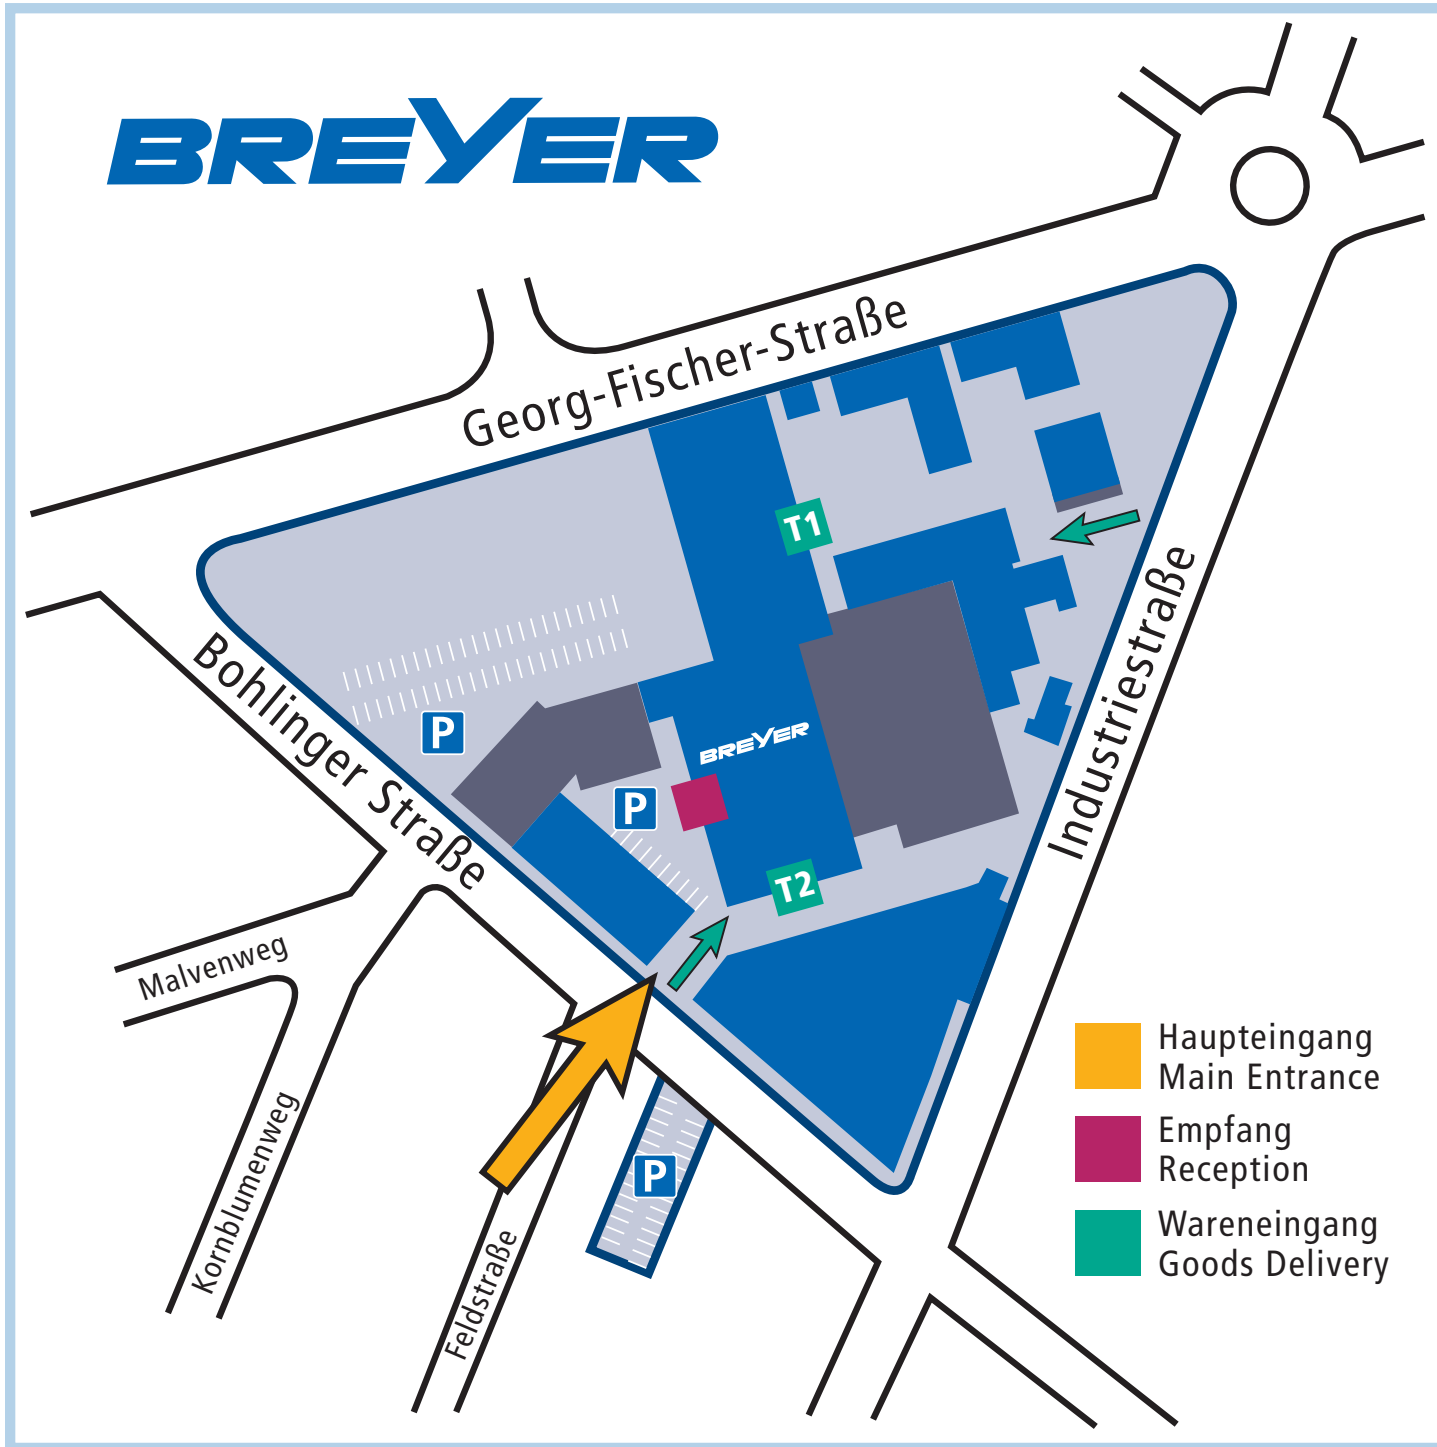 BREYER
Georg-Fischer-Straße
T1
Industriestraße
Bohlinger Straße
P
BREYER
P
T2
Malvenweg
Kornblumenweg
Feldstraße
P
Haupteingang
Main Entrance
Empfang
Reception
Wareneingang
Goods Delivery